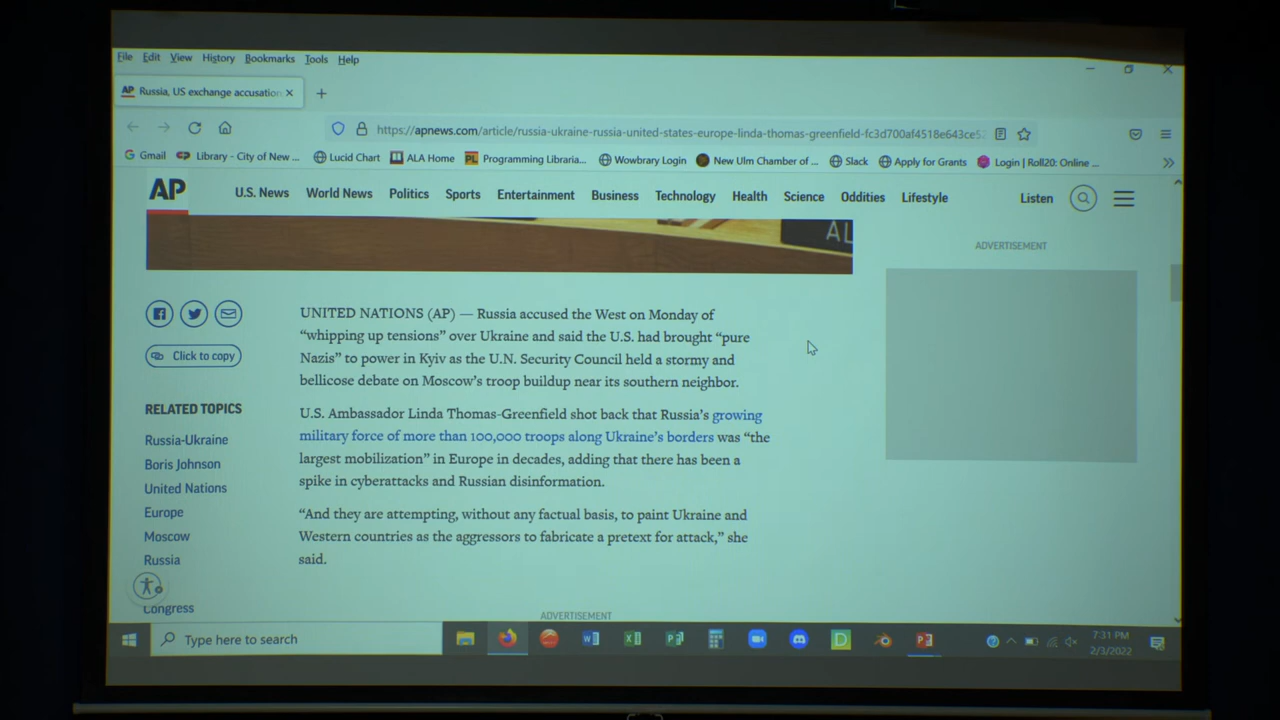 File Edit View History Bookmarks Tools Help
AP Russia, US exchange accusation
https://apnews.com/article/russia-ukraine-russia-united-states-europe-linda-thomas-greenfield-fc3d700af4518e643ce5
Gmail Library - City of New ... Lucid Chart ALA Home PL Programming Libraria... Wowbrary Login New Ulm Chamber of ... Slack Apply for Grants Login | Roll20: Online ...
AP U.S. News World News Politics Sports Entertainment Business Technology Health Science Oddities Lifestyle Listen
AL
ADVERTISEMENT
UNITED NATIONS (AP) — Russia accused the West on Monday of
“whipping up tensions” over Ukraine and said the U.S. had brought “pure
Nazis” to power in Kyiv as the U.N. Security Council held a stormy and
bellicose debate on Moscow’s troop buildup near its southern neighbor.
Click to copy
RELATED TOPICS
Russia-Ukraine
Boris Johnson
United Nations
Europe
Moscow
Russia
Congress
U.S. Ambassador Linda Thomas-Greenfield shot back that Russia’s growing
military force of more than 100,000 troops along Ukraine’s borders was “the
largest mobilization” in Europe in decades, adding that there has been a
spike in cyberattacks and Russian disinformation.
“And they are attempting, without any factual basis, to paint Ukraine and
Western countries as the aggressors to fabricate a pretext for attack,” she
said.
ADVERTISEMENT
Type here to search
7:31 PM
2/3/2022